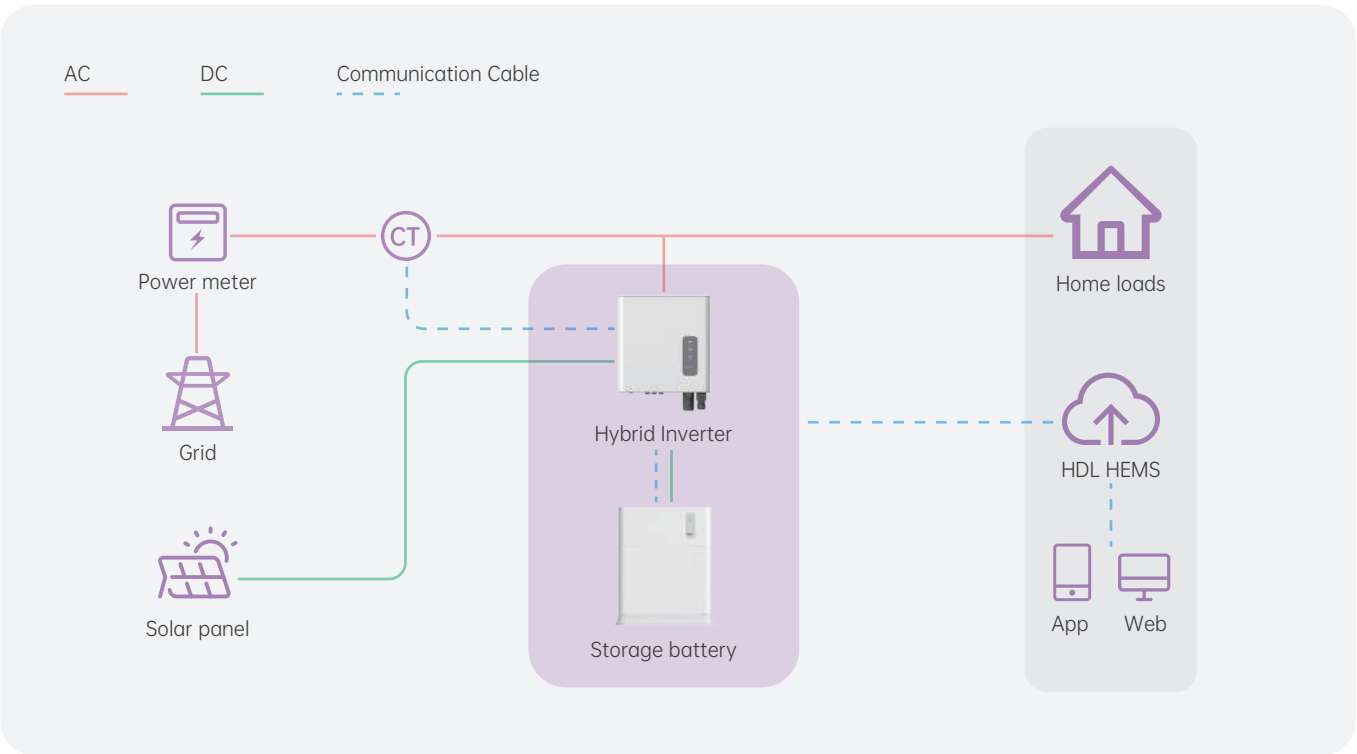 AC
DC
Communication Cable
CT
Power meter
Home loads
Grid
Hybrid Inverter
HDL HEMS
Solar panel
Storage battery
App
Web